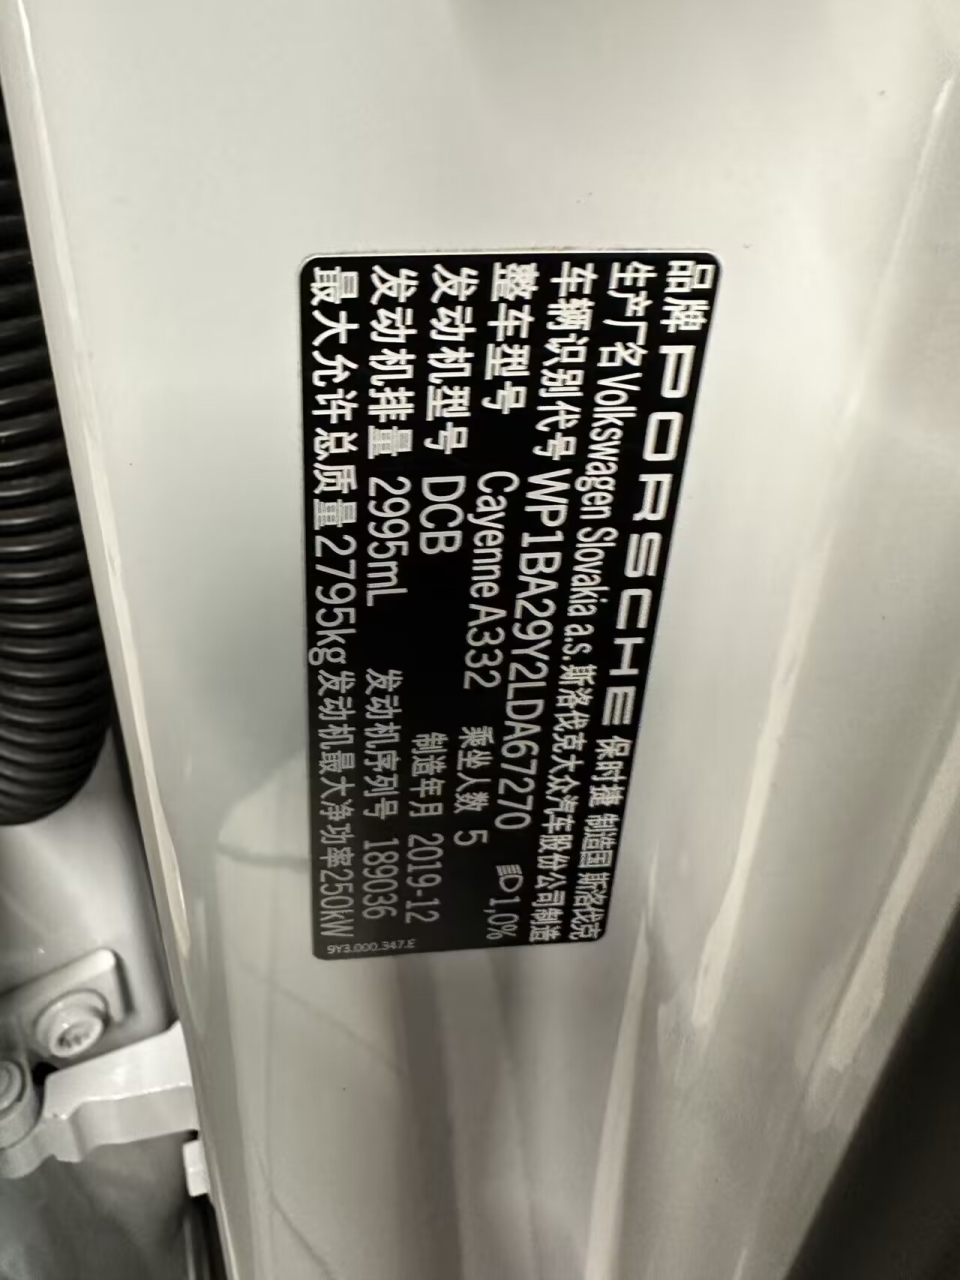 品牌 PORSCHE 保时捷 制造国 斯洛伐克
生产厂名 Volkswagen Slovakia a.s. 斯洛伐克大众汽车股份公司制造
车辆识别代号 WP1BA29Y2LDA67270
整车型号 Cayenne A332 乘坐人数 5 1,0%
发动机型号 DCB 制造年月 2019-12
发动机排量 2995mL 发动机序列号 189036
最大允许总质量 2795kg 发动机最大净功率 250kW
9Y3.000.347.E